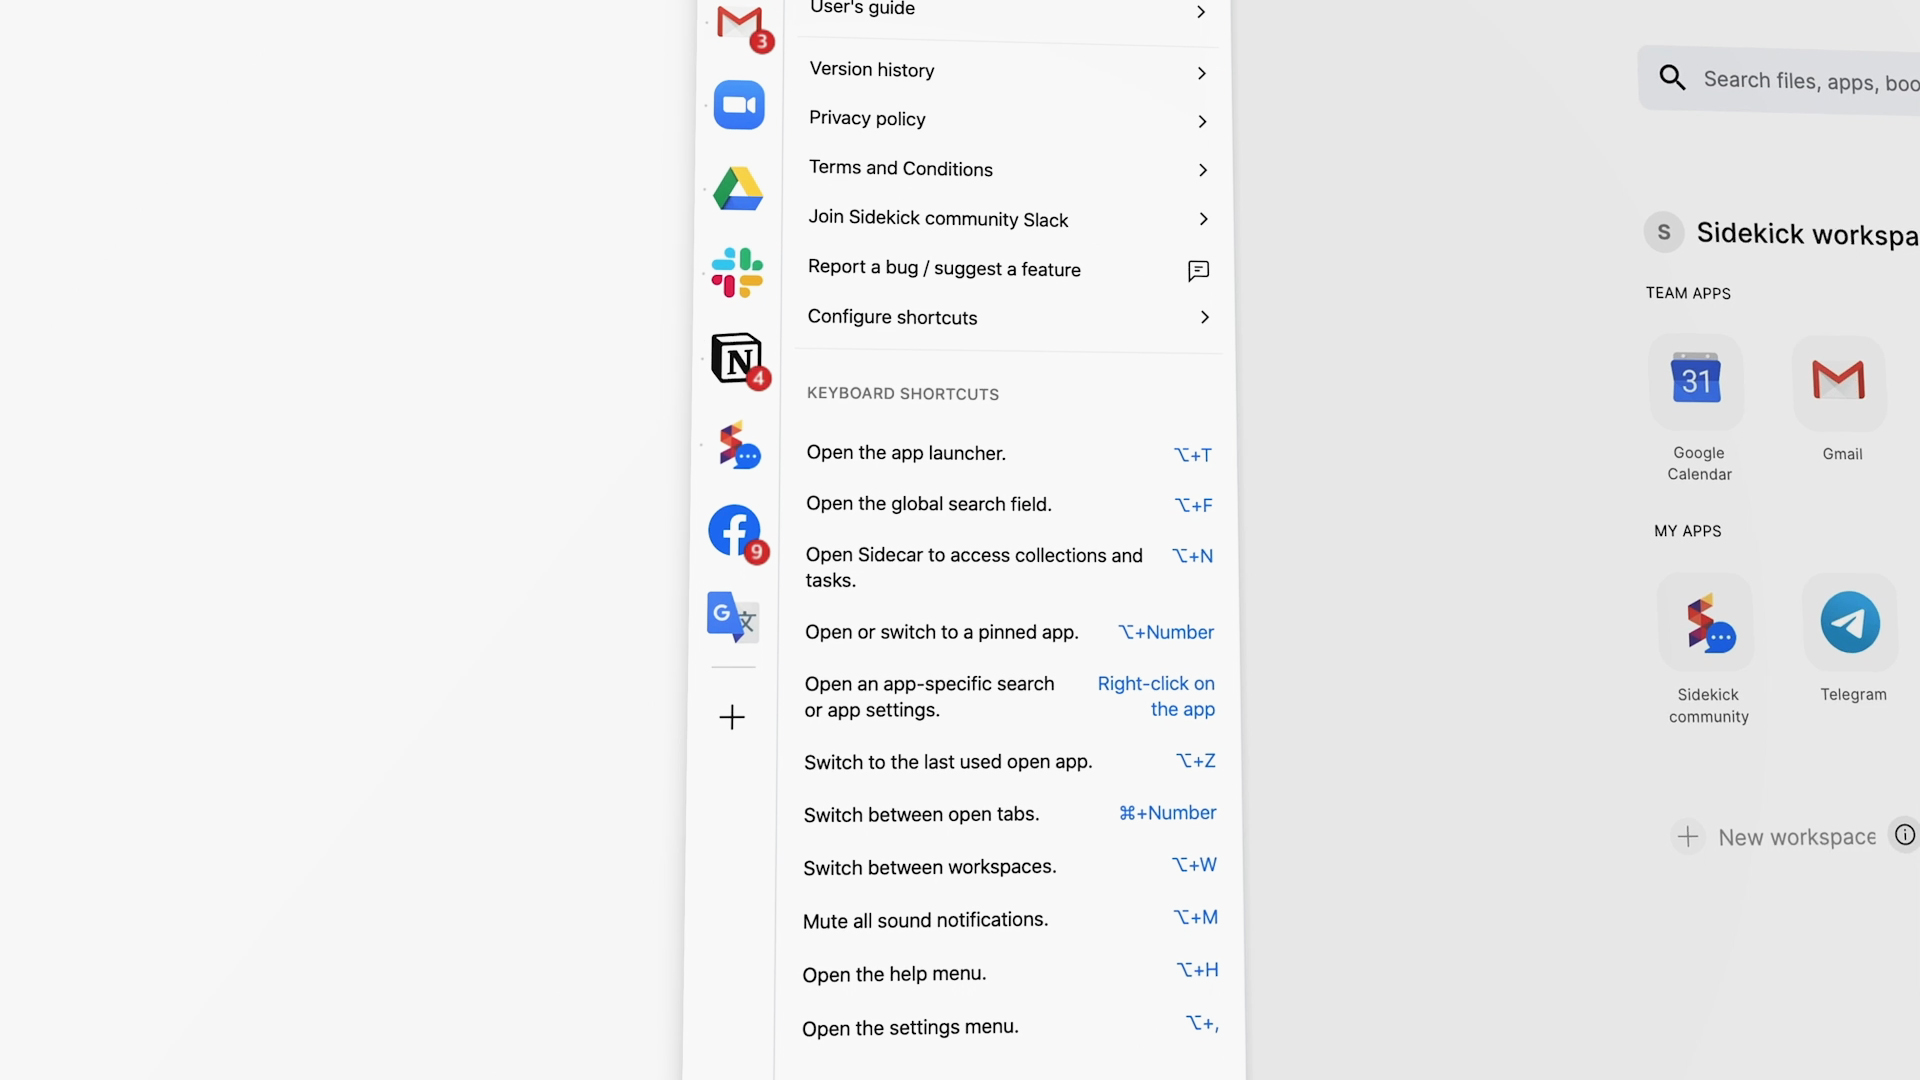 User's guide
3
Version history
Privacy policy
Terms and Conditions
Join Sidekick community Slack
Report a bug / suggest a feature
N
4
Configure shortcuts
KEYBOARD SHORTCUTS
Open the app launcher. ⌥+T
Open the global search field. ⌥+F
9
Open Sidecar to access collections and ⌥+N
tasks.
G 文
Open or switch to a pinned app. ⌥+Number
Open an app-specific search Right-click on
or app settings. the app
Switch to the last used open app. ⌥+Z
Switch between open tabs. ⌘+Number
Switch between workspaces. ⌥+W
Mute all sound notifications. ⌥+M
Open the help menu. ⌥+H
Open the settings menu. ⌥+,
Search files, apps, boo
S Sidekick workspa
TEAM APPS
31
Google
Calendar
Gmail
MY APPS
Sidekick
community
Telegram
New workspace